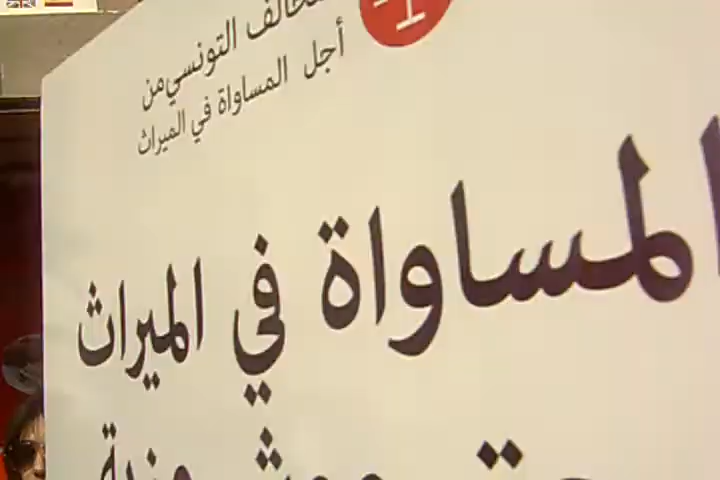 التونسي من
أجل المساواة في الميراث
المساواة في الميراث